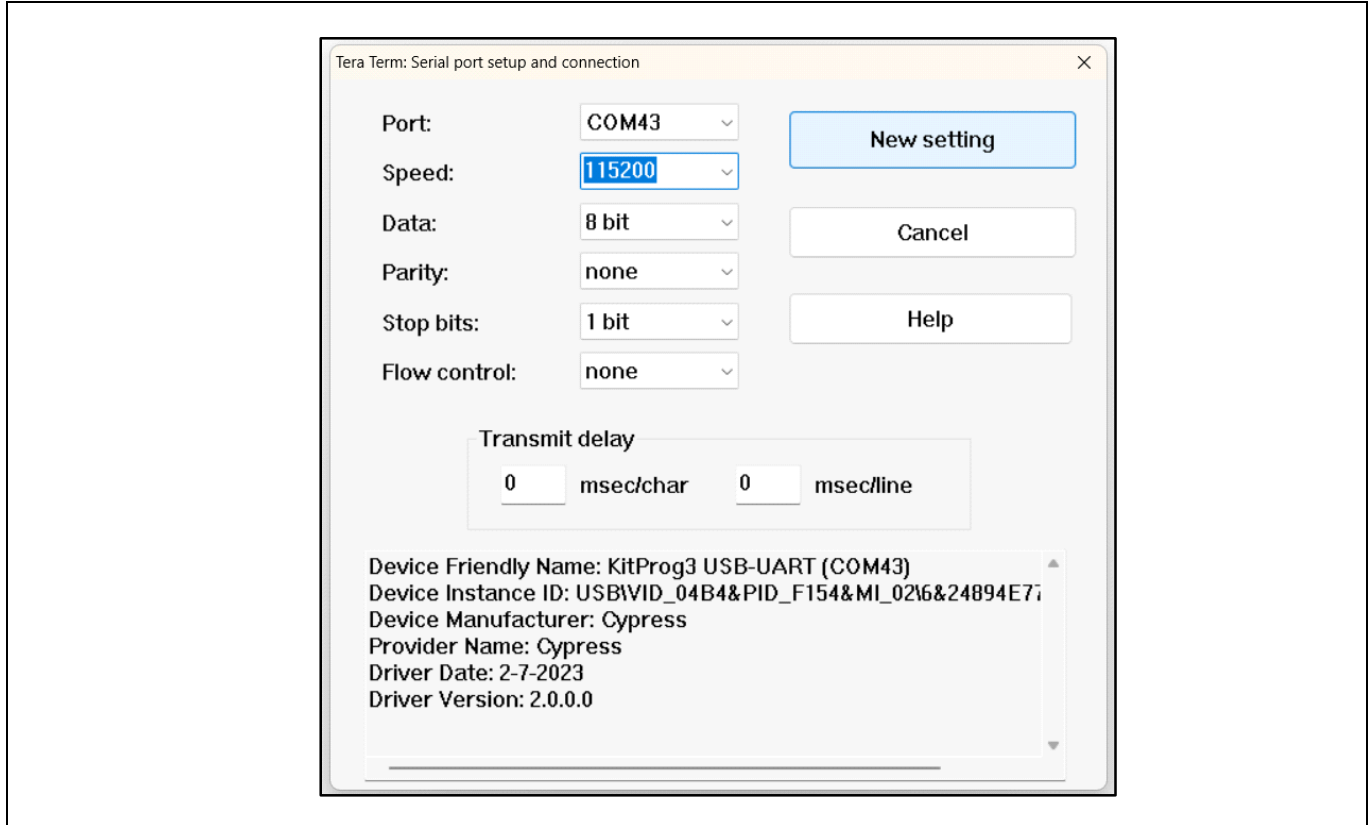 Tera Term: Serial port setup and connection
Port: COM43
New setting
Speed: 115200
Data: 8 bit
Cancel
Parity: none
Stop bits: 1 bit
Help
Flow control: none
Transmit delay
0 msec/char 0 msec/line
Device Friendly Name: KitProg3 USB-UART (COM43)
Device Instance ID: USB\VID_04B4&PID_F154&MI_02\6&24894E77
Device Manufacturer: Cypress
Provider Name: Cypress
Driver Date: 2-7-2023
Driver Version: 2.0.0.0